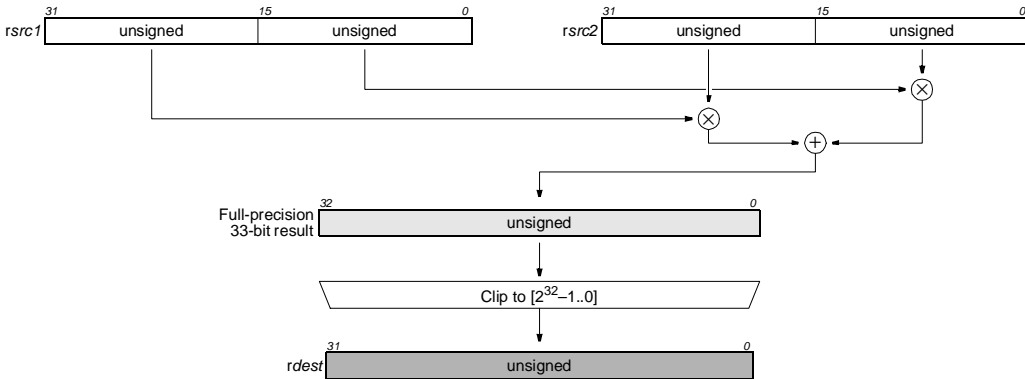 31 15 0 31 15 0
rsrc1 unsigned unsigned rsrc2 unsigned unsigned
× ×
+
32 0
Full-precision
33-bit result
unsigned
Clip to [2³²–1..0]
31 0
rdest unsigned